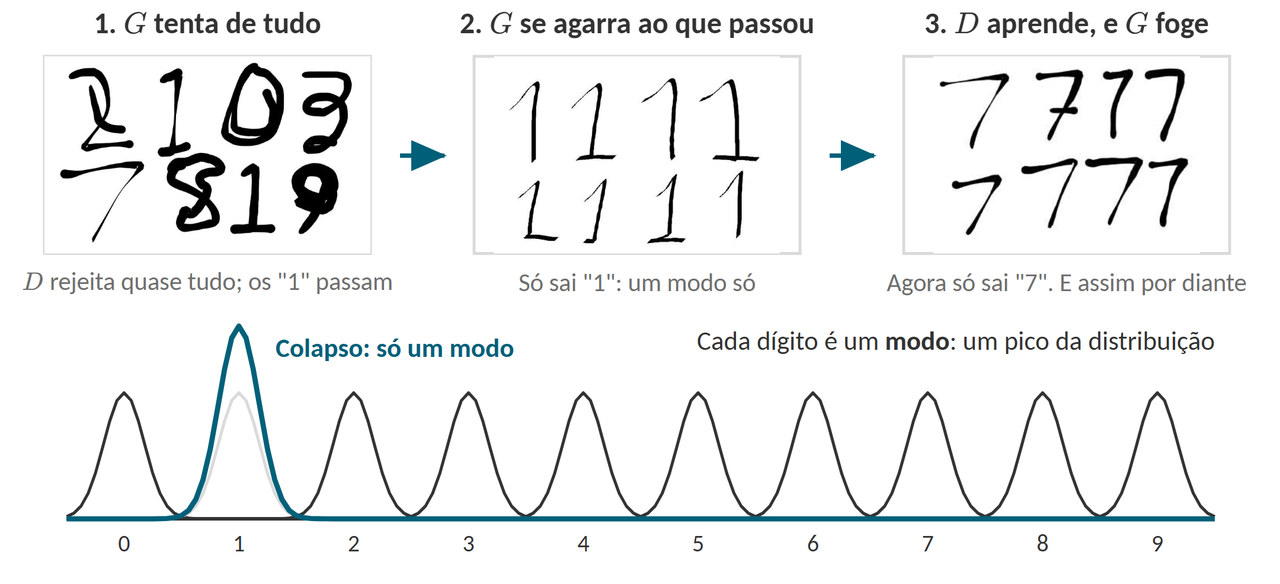 1. G tenta de tudo
2 1 0 3
7 8 1 9
D rejeita quase tudo; os "1" passam
2. G se agarra ao que passou
1 1 1 1
1 1 1 1
Só sai "1": um modo só
3. D aprende, e G foge
7 7 7 7
7 7 7 7
Agora só sai "7". E assim por diante
Colapso: só um modo
Cada dígito é um modo: um pico da distribuição
0 1 2 3 4 5 6 7 8 9